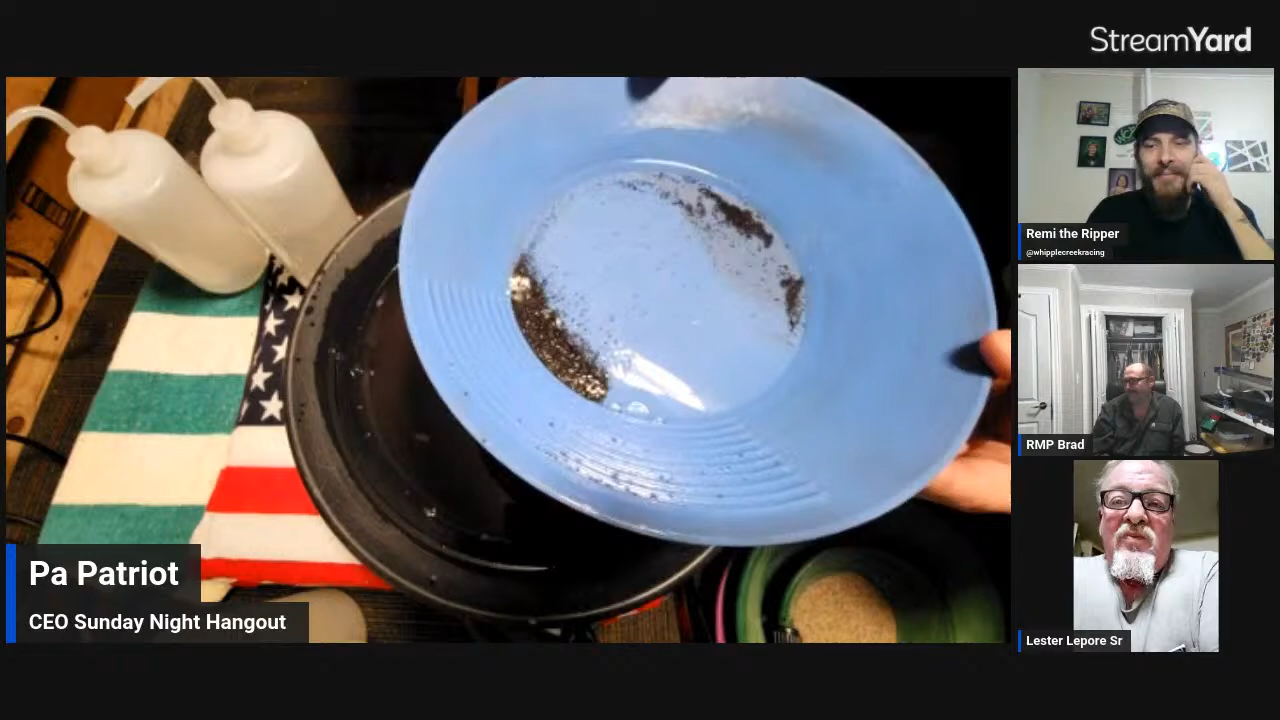 StreamYard
Remi the Ripper
@whipplecreekracing
RMP Brad
Pa Patriot
CEO Sunday Night Hangout
Lester Lepore Sr